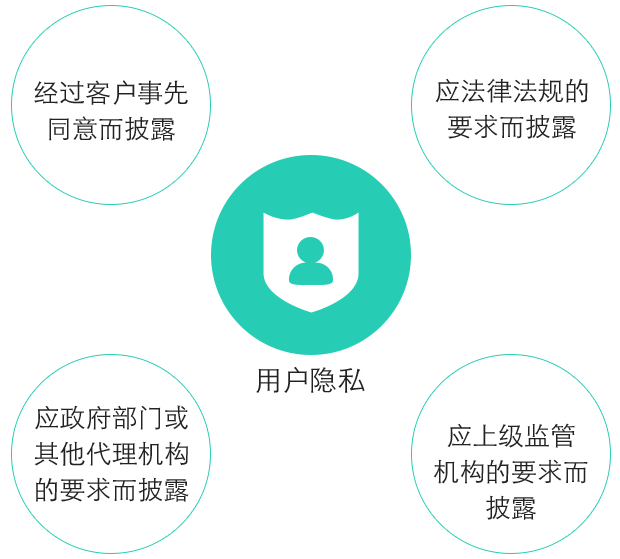 经过客户事先
同意而披露
应法律法规的
要求而披露
用户隐私
应政府部门或
其他代理机构
的要求而披露
应上级监管
机构的要求而
披露